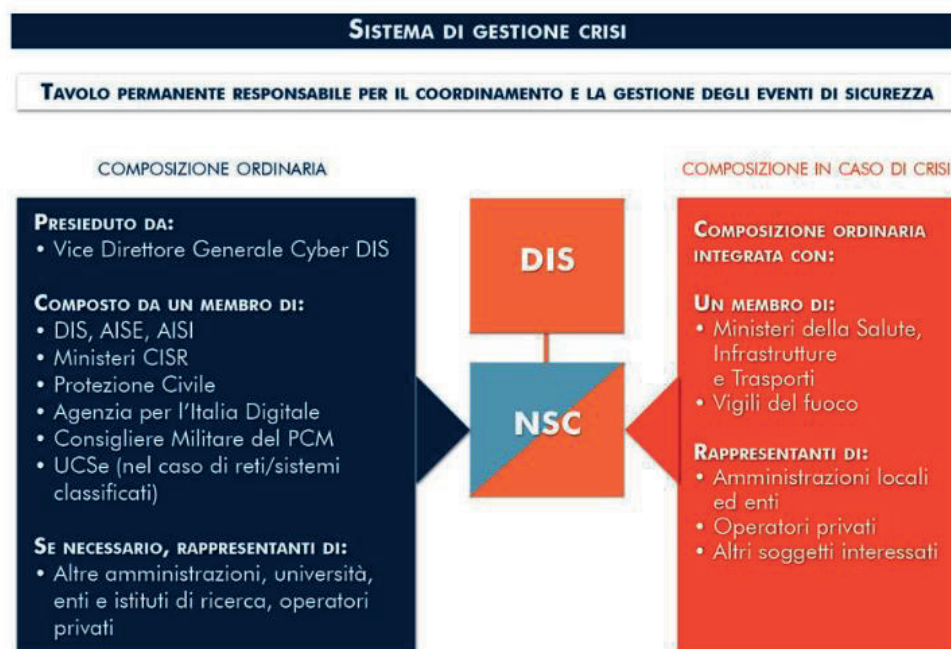 SISTEMA DI GESTIONE CRISI
TAVOLO PERMANENTE RESPONSABILE PER IL COORDINAMENTO E LA GESTIONE DEGLI EVENTI DI SICUREZZA
COMPOSIZIONE ORDINARIA
PRESIEDUTO DA:
• Vice Direttore Generale Cyber DIS
COMPOSTO DA UN MEMBRO DI:
• DIS, AISE, AISI
• Ministeri CISR
• Protezione Civile
• Agenzia per l'Italia Digitale
• Consigliere Militare del PCM
• UCSe (nel caso di reti/sistemi
classificati)
SE NECESSARIO, RAPPRESENTANTI DI:
• Altre amministrazioni, università,
enti e istituti di ricerca, operatori
privati
DIS
NSC
COMPOSIZIONE IN CASO DI CRISI
COMPOSIZIONE ORDINARIA
INTEGRATA CON:
UN MEMBRO DI:
• Ministeri della Salute,
Infrastrutture
e Trasporti
• Vigili del fuoco
RAPPRESENTANTI DI:
• Amministrazioni locali
ed enti
• Operatori privati
• Altri soggetti interessati